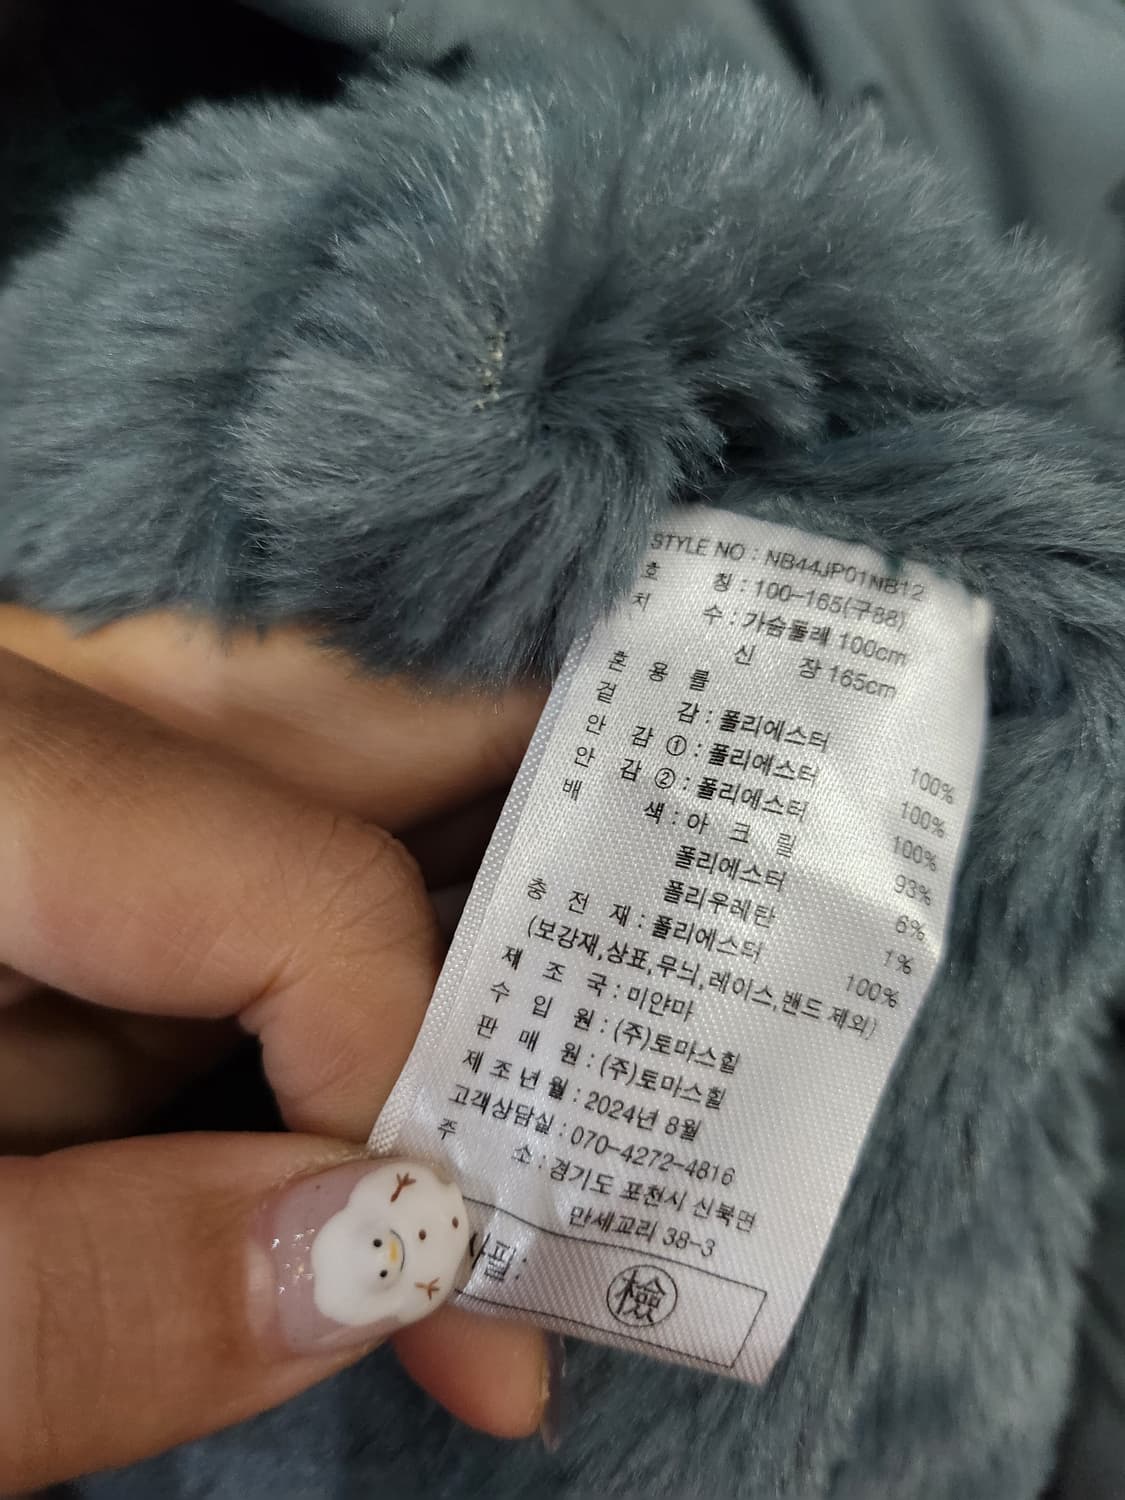 STYLE NO : NB44JP01NB12
호 칭 : 100-165(구88)
치 수 : 가슴둘레 100cm
신 장 165cm
혼 용 률
겉 감 : 폴리에스터 100%
안 감 ① : 폴리에스터 100%
안 감 ② : 폴리에스터 100%
배 색 : 아 크 릴 93%
폴리에스터 6%
폴리우레탄 1%
충 전 재 : 폴리에스터 100%
(보강재,상표,무늬,레이스,밴드 제외)
제 조 국 : 미얀마
수 입 원 : (주)토마스힐
판 매 원 : (주)토마스힐
제 조 년 월 : 2024년 8월
고객상담실 : 070-4272-4816
주 소 : 경기도 포천시 신북면
만세교리 38-3
사필 :
檢